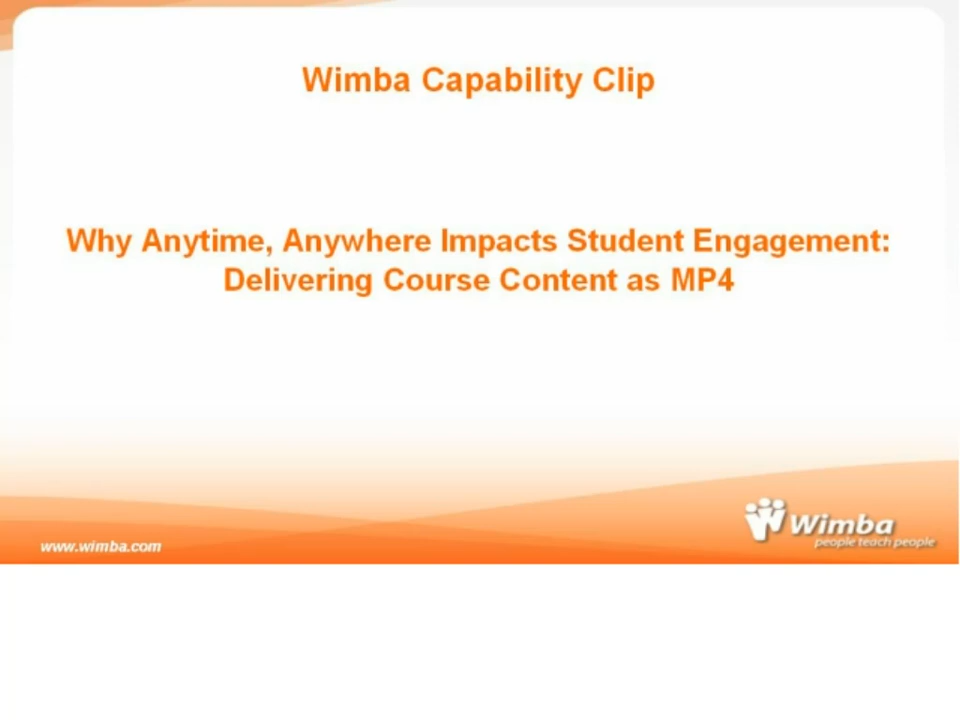 Wimba Capability Clip
Why Anytime, Anywhere Impacts Student Engagement:
Delivering Course Content as MP4
www.wimba.com
Wimba
people teach people